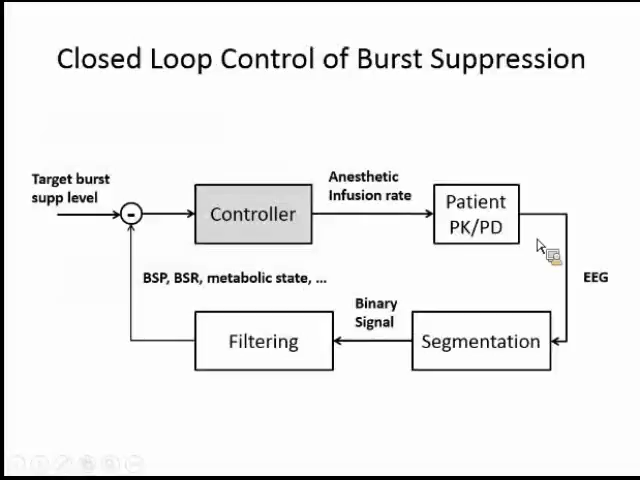 Closed Loop Control of Burst Suppression
Target burst
supp level
-
Controller
Anesthetic
Infusion rate
Patient
PK/PD
BSP, BSR, metabolic state, ...
EEG
Binary
Signal
Filtering
Segmentation